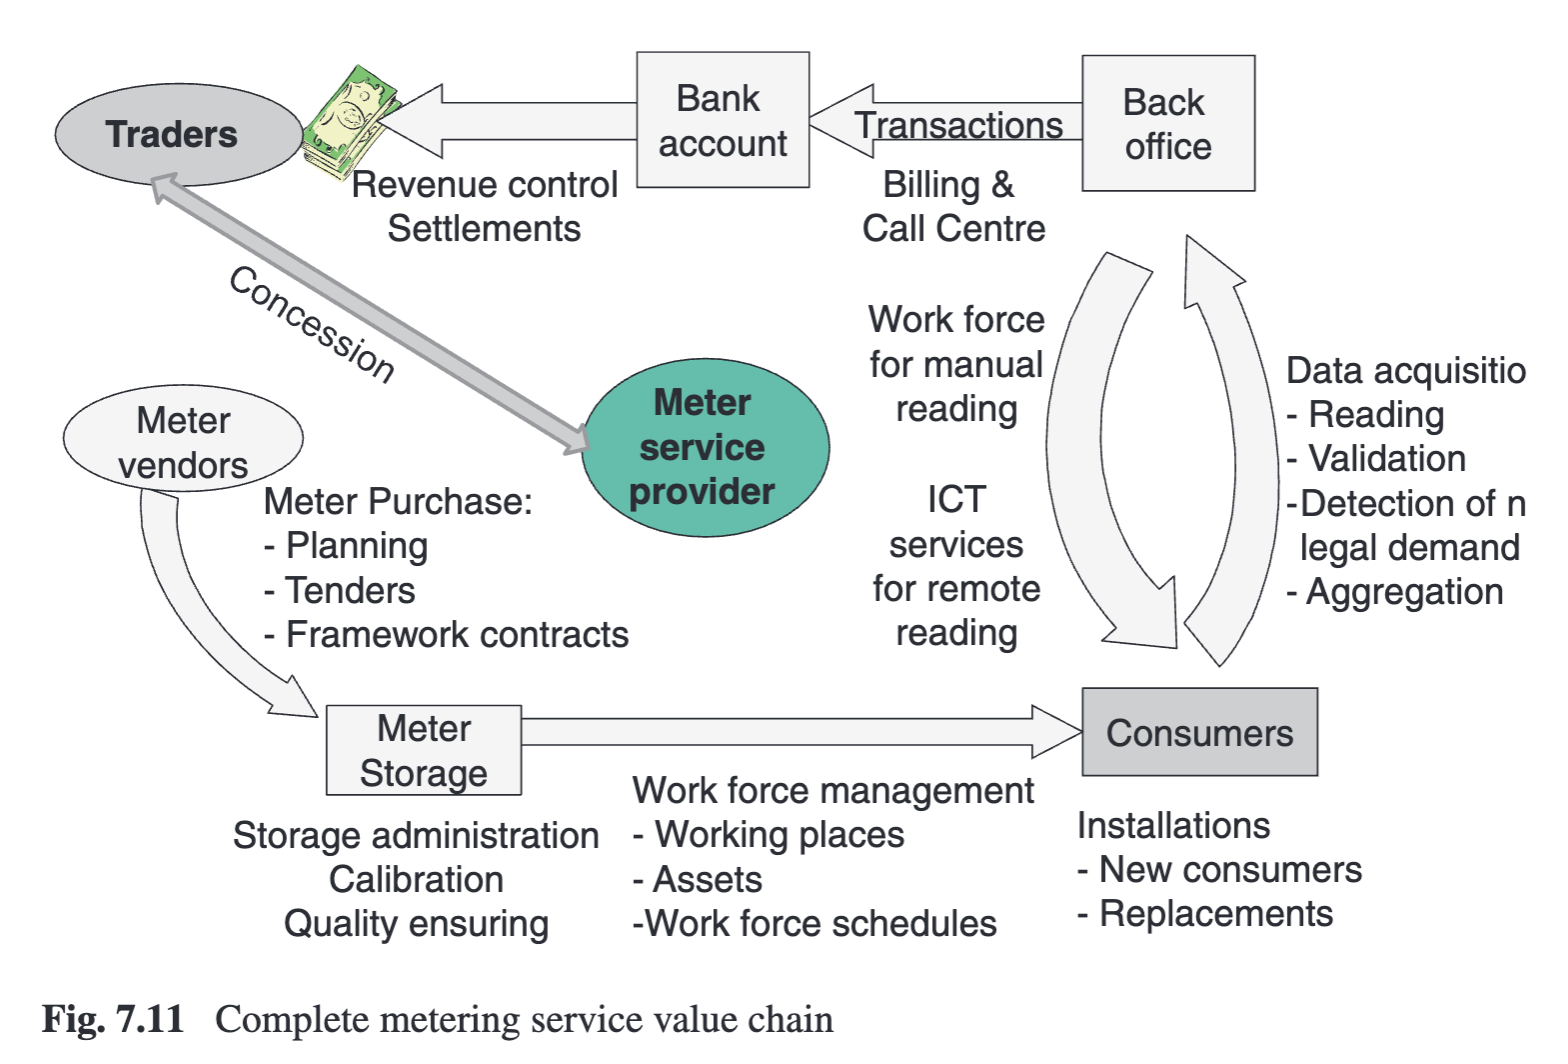 Traders
Bank
account
Transactions
Back
office
Revenue control
Settlements
Billing &
Call Centre
Concession
Work force
for manual
reading
ICT
services
for remote
reading
Data acquisitio
- Reading
- Validation
-Detection of n
legal demand
- Aggregation
Meter
service
provider
Meter
vendors
Meter Purchase:
- Planning
- Tenders
- Framework contracts
Meter
Storage
Storage administration
Calibration
Quality ensuring
Work force management
- Working places
- Assets
-Work force schedules
Consumers
Installations
- New consumers
- Replacements
Fig. 7.11 Complete metering service value chain